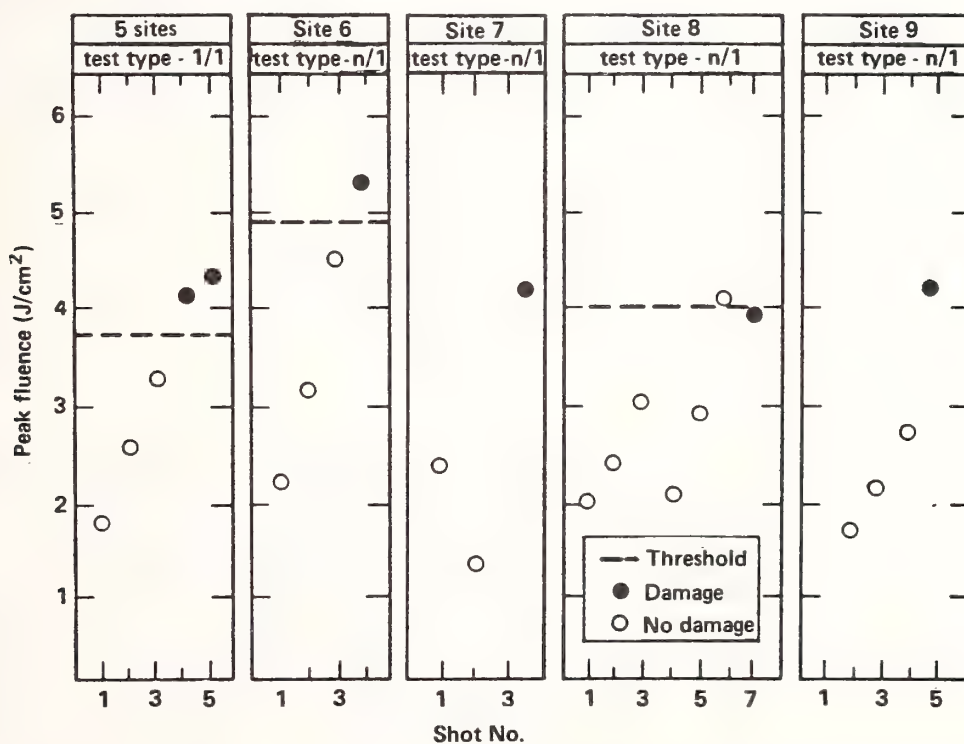 5 sites
test type - 1/1
Site 6
test type-n/1
Site 7
test type-n/1
Site 8
test type - n/1
Site 9
test type-n/1
Peak fluence (J/cm²)
6
5
4
3
2
1
Threshold
Damage
No damage
1 3 5
1 3
1 3
1 3 5 7
1 3 5
Shot No.